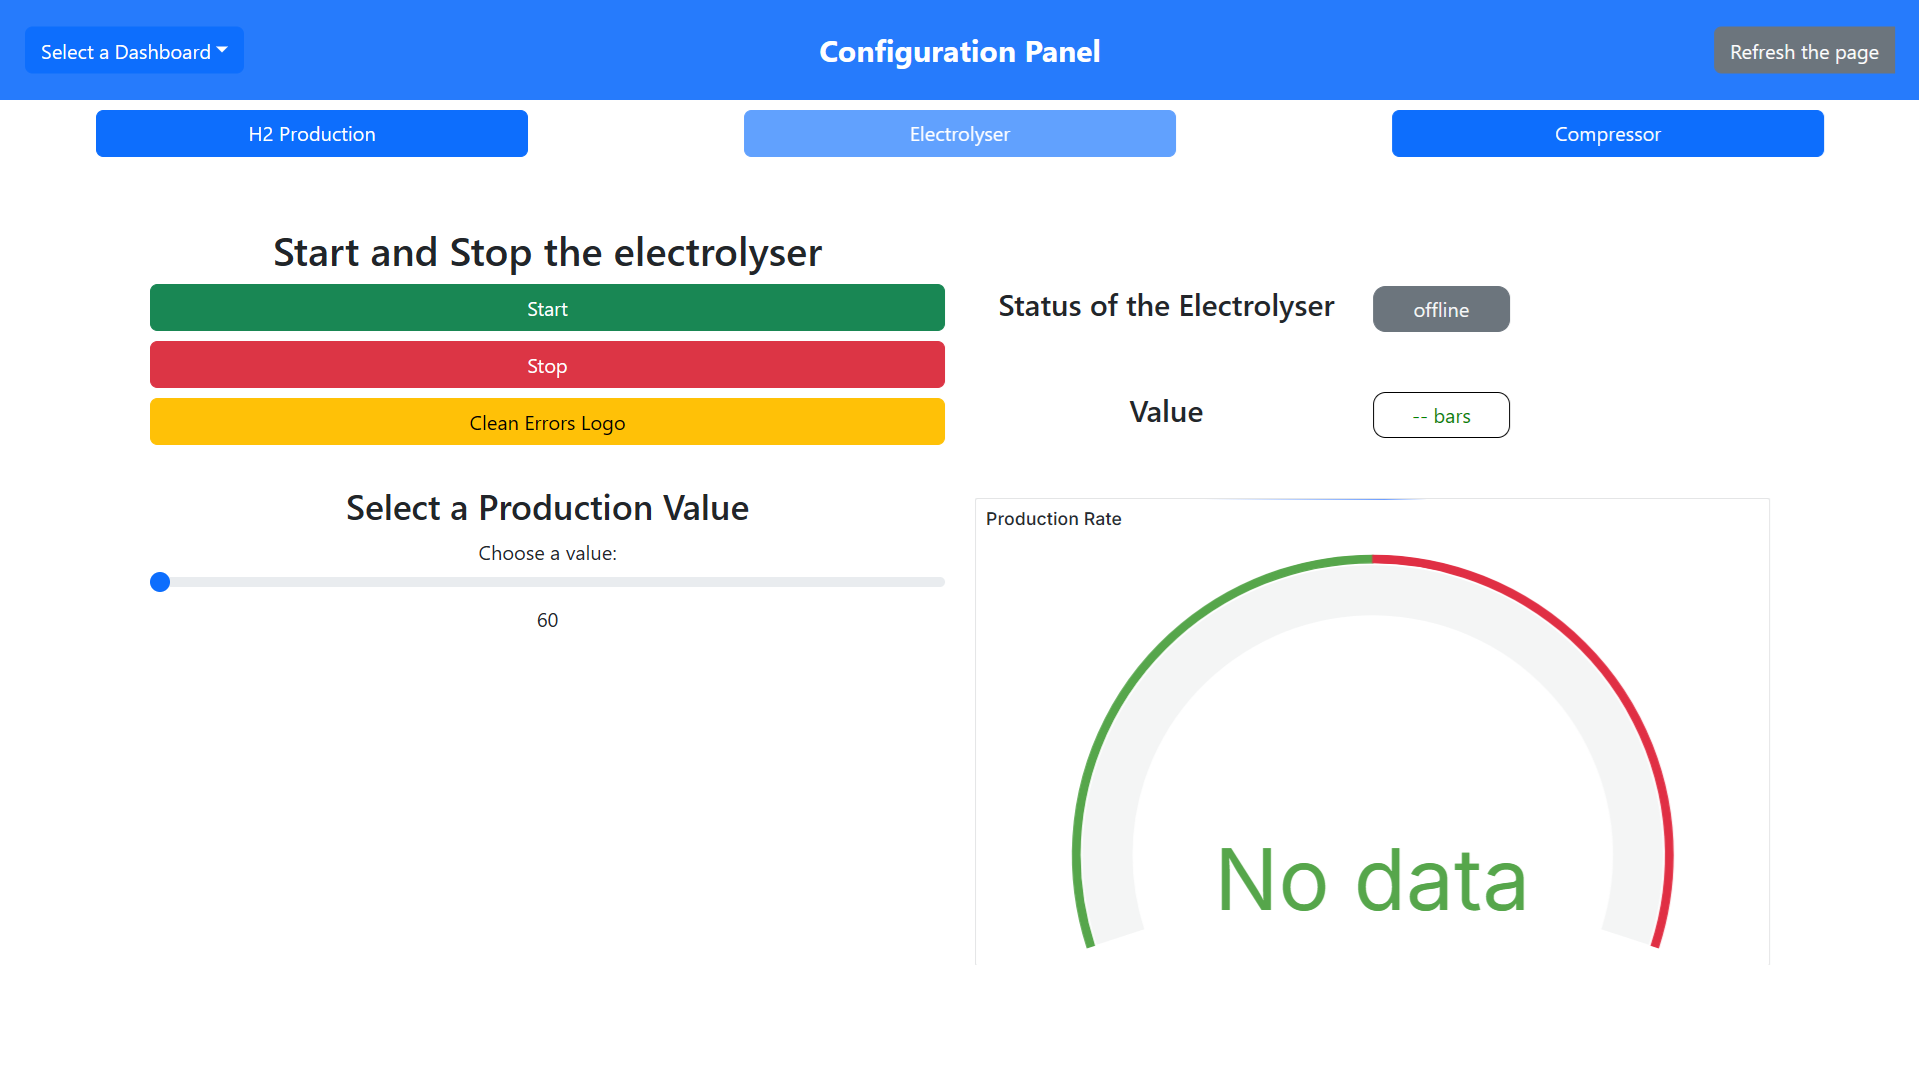 Select a Dashboard
Configuration Panel
Refresh the page
H2 Production
Electrolyser
Compressor
Start and Stop the electrolyser
Start
Stop
Clean Errors Logo
Status of the Electrolyser
offline
Value
-- bars
Select a Production Value
Choose a value:
60
Production Rate
No data